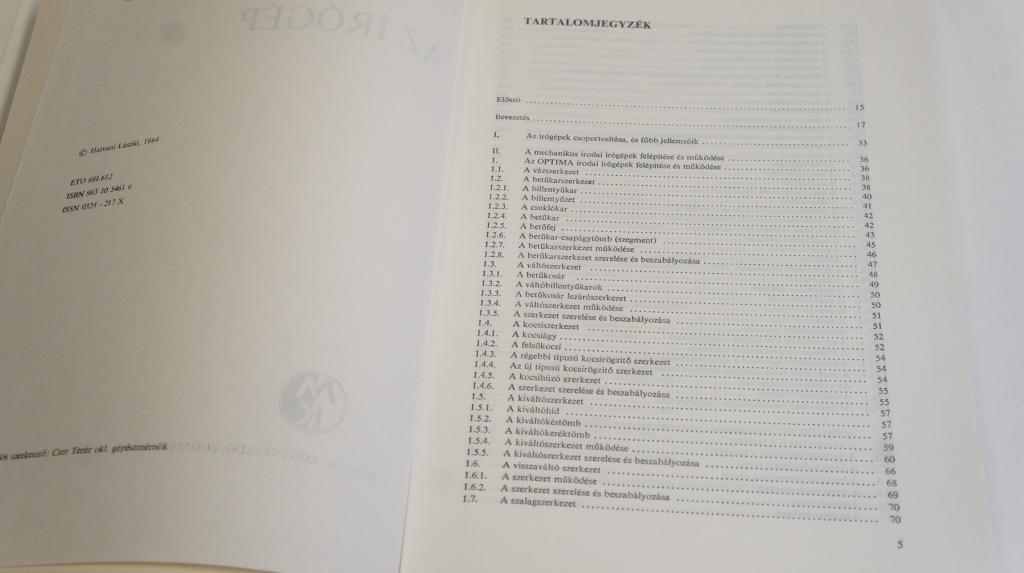 © Hatvani László, 1984
ETO 681.612
ISBN 963 10 5461 6
ISSN 0324 – 217 X
szerkesztő: Cser Teréz okl. gépészmérnök
AZ ÍRÓGÉP
TARTALOMJEGYZÉK
Előszó 15
Bevezetés 17
I. Az írógépek csoportosítása, és főbb jellemzőik 33
II. A mechanikus irodai írógépek felépítése és működése 36
1. Az OPTIMA irodai írógépek felépítése és működése 36
1.1. A vázszerkezet 38
1.2. A betűkarszerkezet 38
1.2.1. A billentyűkar 40
1.2.2. A billentyűzet 41
1.2.3. A csuklókar 42
1.2.4. A betűkar 42
1.2.5. A betűfej 43
1.2.6. A betűkar-csapágytömb (szegment) 45
1.2.7. A betűkarszerkezet működése 46
1.2.8. A betűkarszerkezet szerelése és beszabályozása 47
1.3. A váltószerkezet 48
1.3.1. A betűkosár 49
1.3.2. A váltóbillentyűkarok 50
1.3.3. A betűkosár lezárószerkezet 50
1.3.4. A váltószerkezet működése 51
1.3.5. A szerkezet szerelése és beszabályozása 51
1.4. A kocsiszerkezet 52
1.4.1. A kocsiágy 52
1.4.2. A felsőkocsi 54
1.4.3. A régebbi típusú kocsirögzítő szerkezet 54
1.4.4. Az új típusú kocsirögzítő szerkezet 54
1.4.5. A kocsihúzó szerkezet 55
1.4.6. A szerkezet szerelése és beszabályozása 55
1.5. A kiváltószerkezet 57
1.5.1. A kiváltóhíd 57
1.5.2. A kiváltókéstömb 57
1.5.3. A kiváltókeréktömb 59
1.5.4. A kiváltószerkezet működése 60
1.5.5. A kiváltószerkezet szerelése és beszabályozása 66
1.6. A visszaváltó szerkezet 68
1.6.1. A szerkezet működése 69
1.6.2. A szerkezet szerelése és beszabályozása 70
1.7. A szalagszerkezet 70
5